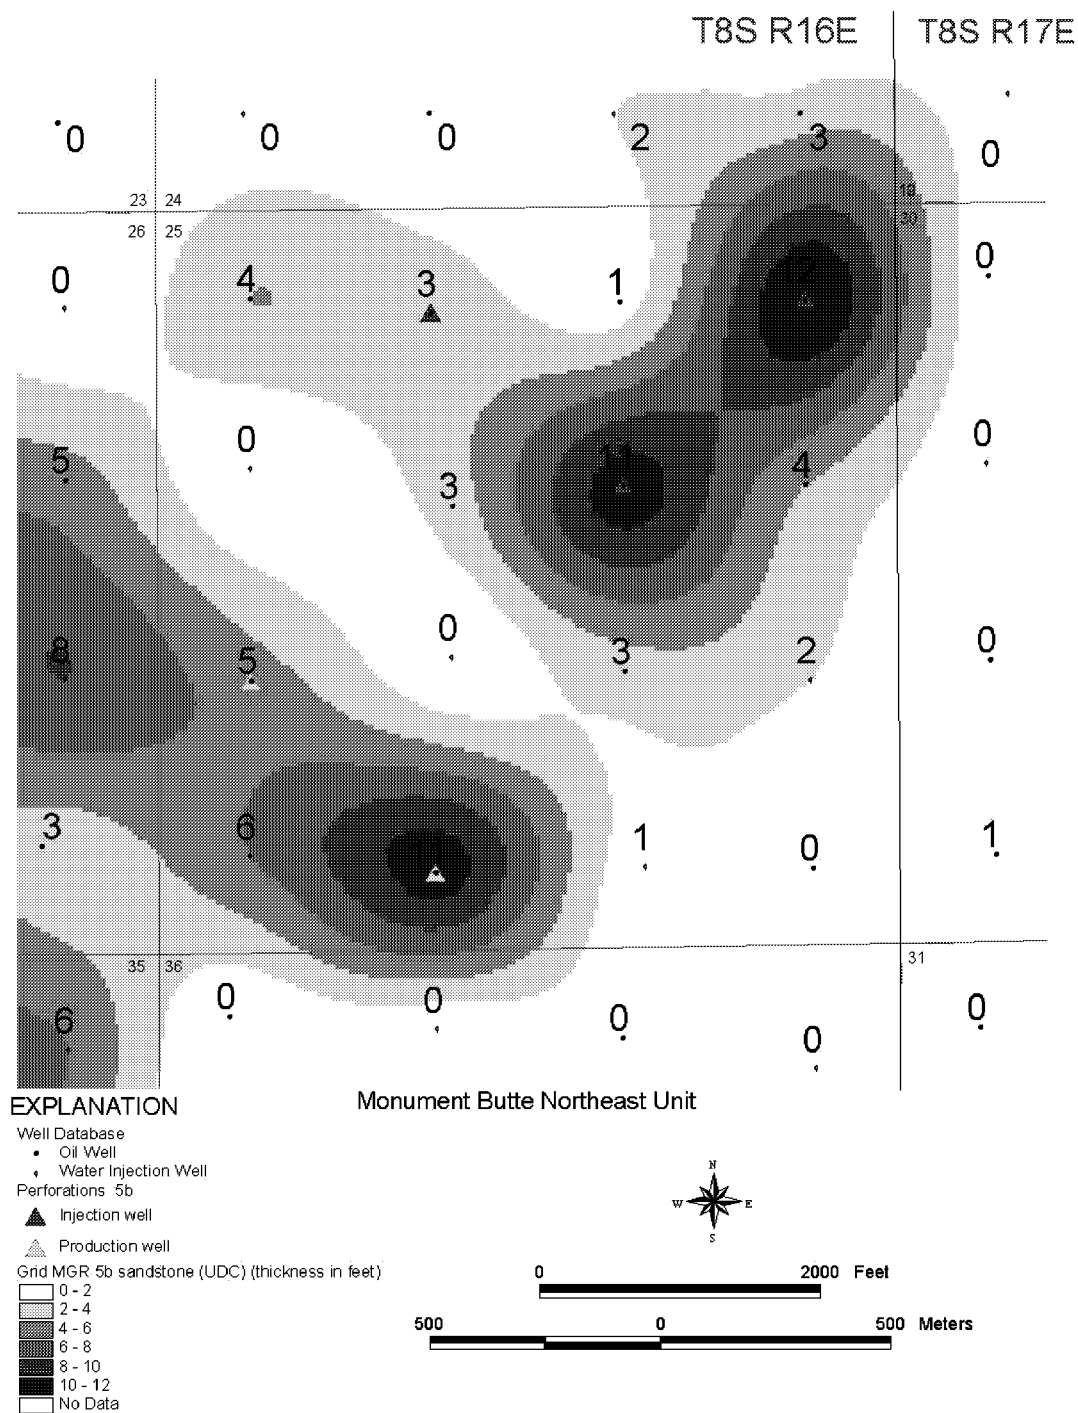 T8S R16E T8S R17E
0 0 0 2 3 0
23 24 19
26 25 30
0 4 3 1 12 0
5 0 3 11 4 0
8 5 0 3 2 0
3 6 1 0 1
35 36 31
6 0 0 0 0 0
EXPLANATION
Monument Butte Northeast Unit
Well Database
Oil Well
Water Injection Well
Perforations 5b
Injection well
Production well
Grid MGR 5b sandstone (UDC) (thickness in feet)
0 - 2
2 - 4
4 - 6
6 - 8
8 - 10
10 - 12
No Data
N
W E
S
0 2000 Feet
500 0 500 Meters